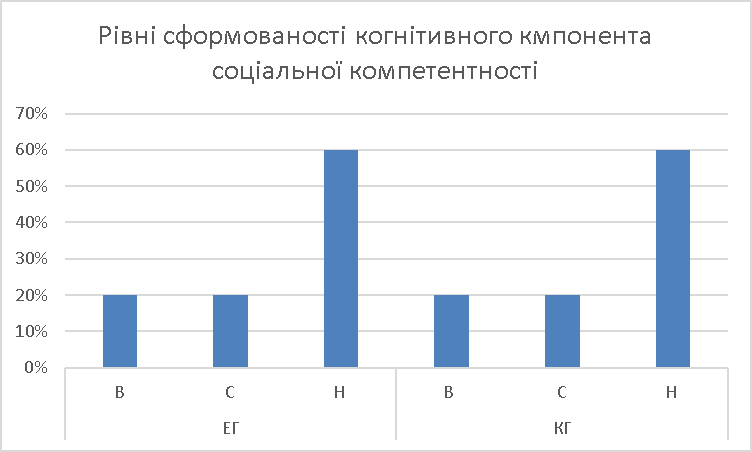 Рівні сформованості когнітивного кмпонента
соціальної компетентності
70%
60%
50%
40%
30%
20%
10%
0%
В С Н В С Н
ЕГ КГ